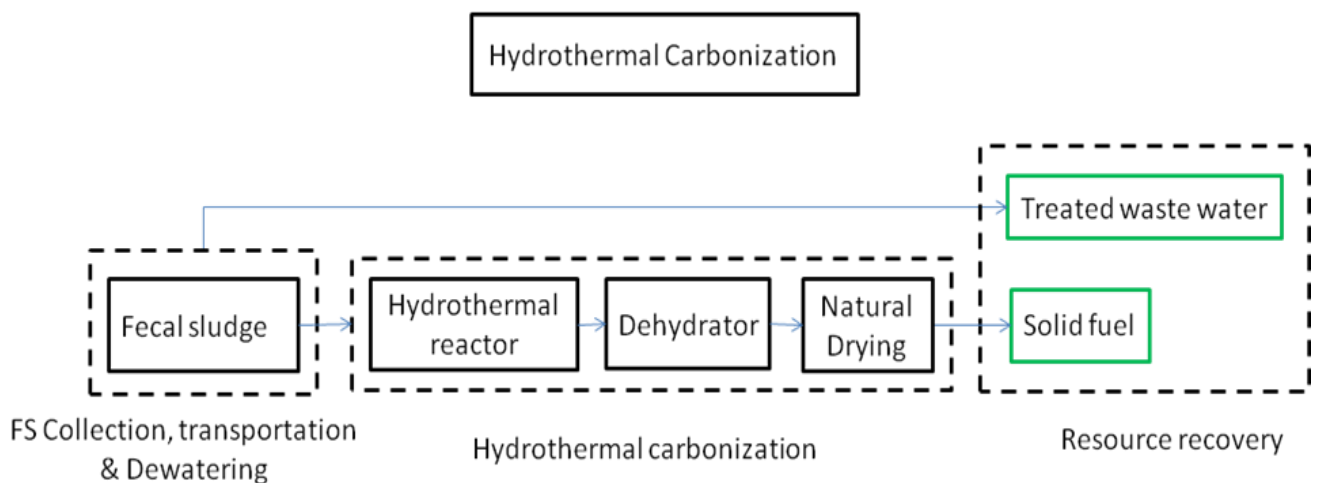 Hydrothermal Carbonization
Treated waste water
Fecal sludge
Hydrothermal
reactor
Dehydrator
Natural
Drying
Solid fuel
FS Collection, transportation
& Dewatering
Hydrothermal carbonization
Resource recovery